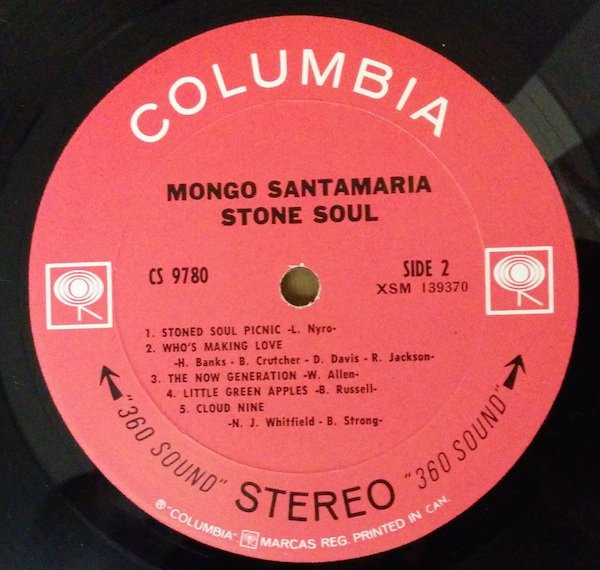 COLUMBIA
MONGO SANTAMARIA
STONE SOUL
CS 9780
SIDE 2
XSM 139370
1. STONED SOUL PICNIC -L. Nyro-
2. WHO'S MAKING LOVE
-H. Banks - B. Crutcher - D. Davis - R. Jackson-
3. THE NOW GENERATION -W. Allen-
4. LITTLE GREEN APPLES -B. Russell-
5. CLOUD NINE
-N. J. Whitfield - B. Strong-
"360 SOUND" STEREO "360 SOUND"
® "COLUMBIA" MARCAS REG. PRINTED IN CAN.